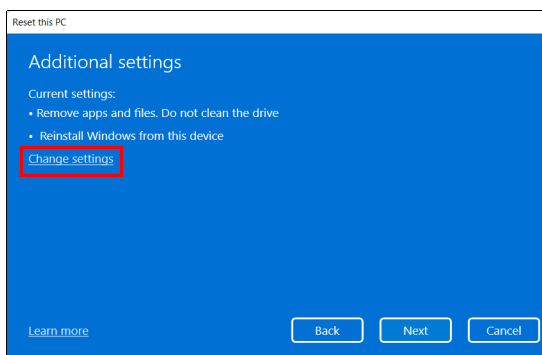 Reset this PC
Additional settings
Current settings:
• Remove apps and files. Do not clean the drive
• Reinstall Windows from this device
Change settings
Learn more
Back
Next
Cancel